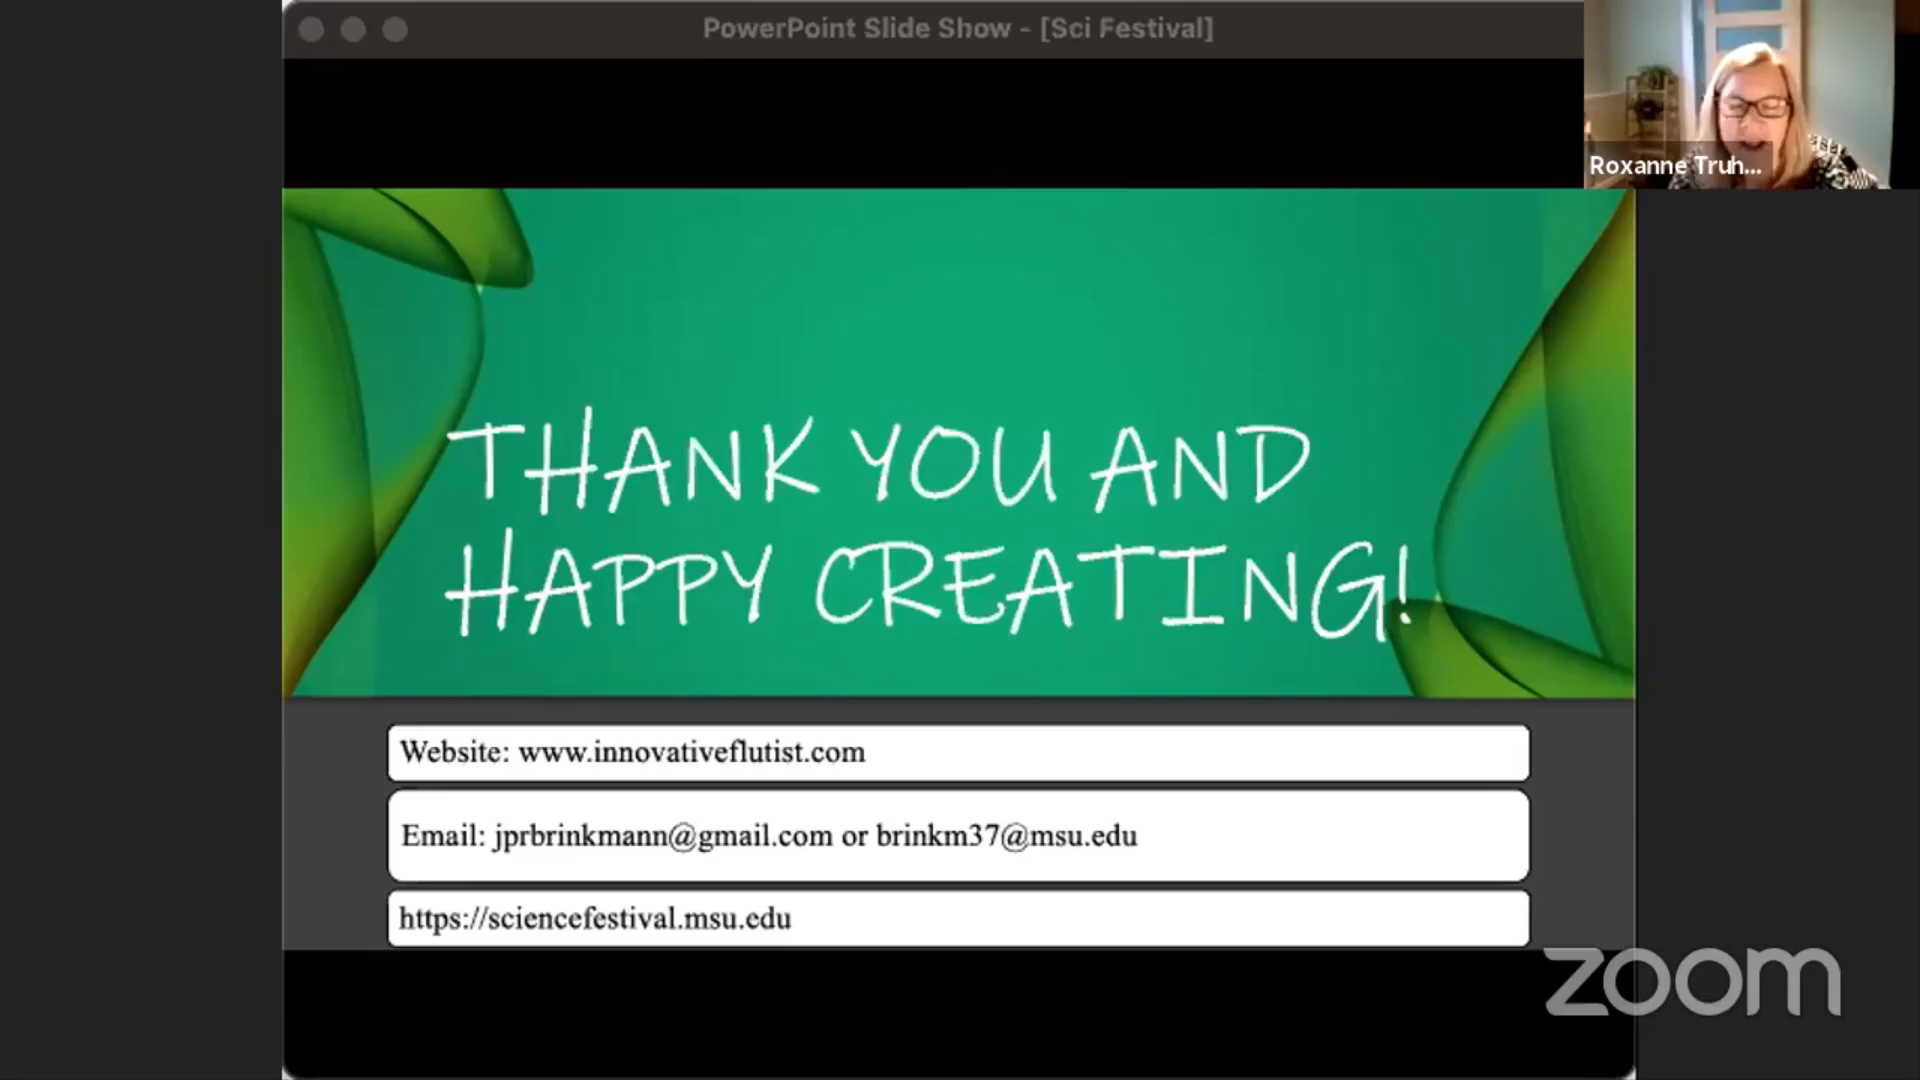 PowerPoint Slide Show - [Sci Festival]
Roxanne Truh...
THANK YOU AND
HAPPY CREATING!
Website: www.innovativeflutist.com
Email: jprbrinkmann@gmail.com or brinkm37@msu.edu
https://sciencefestival.msu.edu
zoom